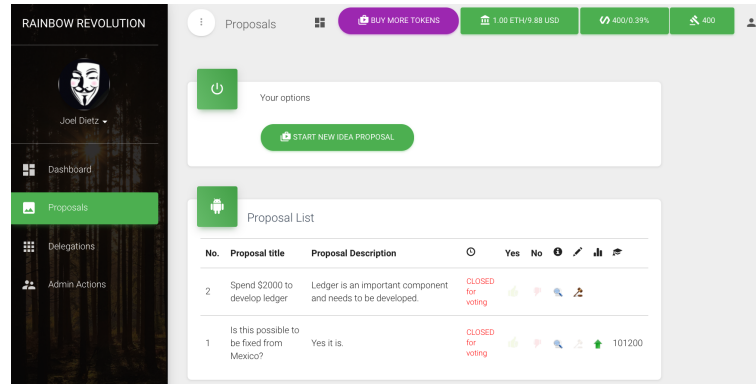 RAINBOW REVOLUTION
Joel Dietz
Dashboard
Proposals
Delegations
Admin Actions
Proposals
BUY MORE TOKENS
1.00 ETH/9.88 USD
400/0.39%
400
Your options
START NEW IDEA PROPOSAL
Proposal List
No. Proposal title Proposal Description Yes No
2 Spend $2000 to develop ledger Ledger is an important component and needs to be developed. CLOSED for voting
1 Is this possible to be fixed from Mexico? Yes it is. CLOSED for voting 101200